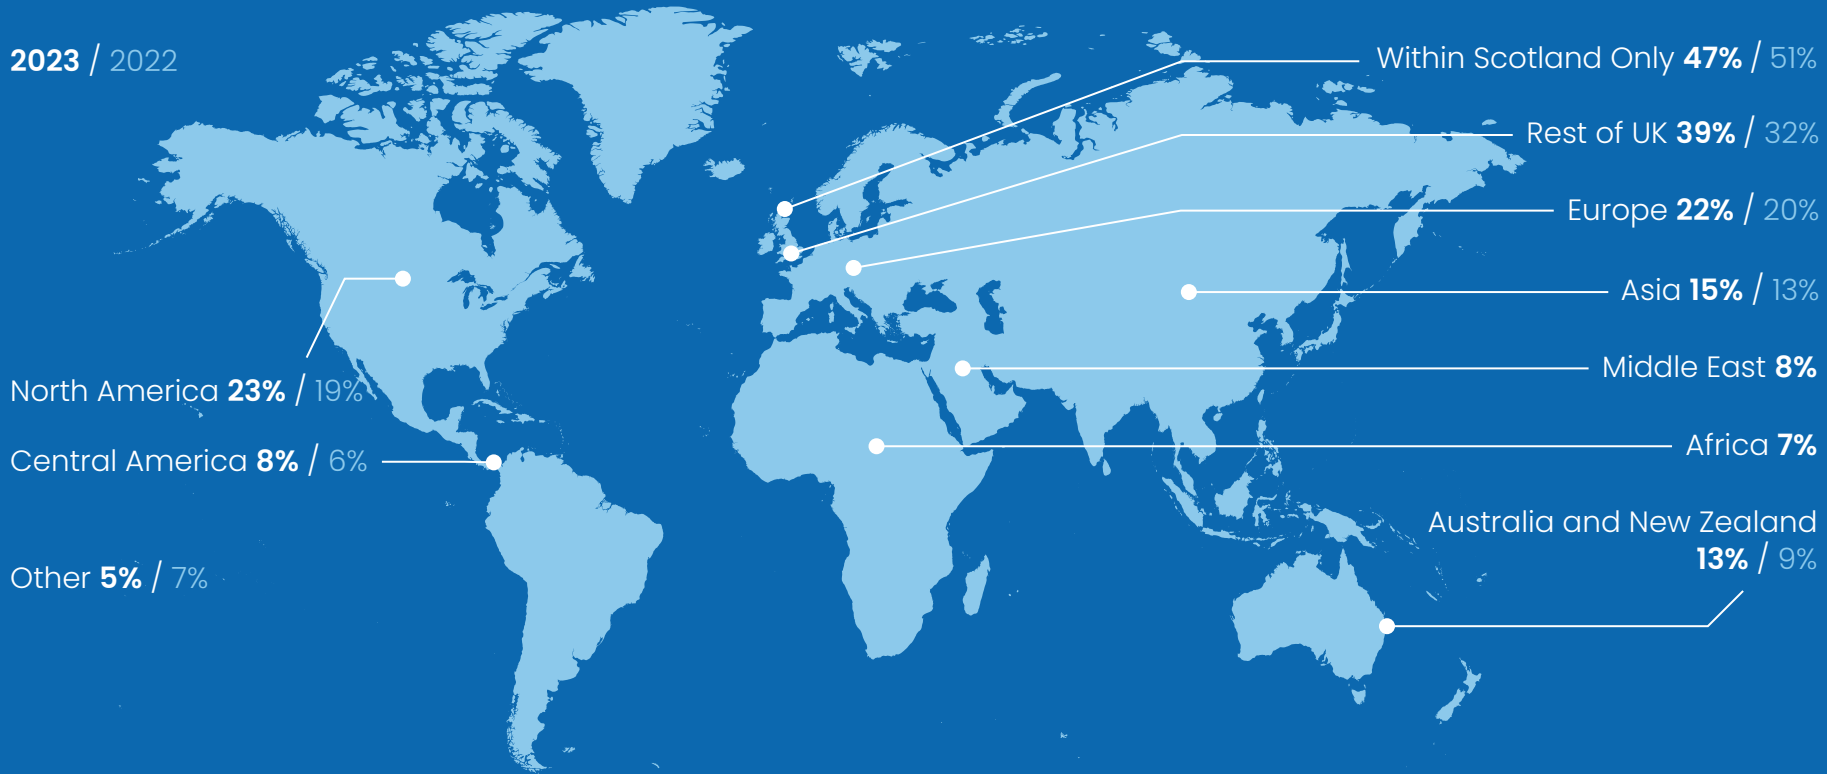 2023 / 2022
Within Scotland Only 47% / 51%
Rest of UK 39% / 32%
Europe 22% / 20%
Asia 15% / 13%
Middle East 8%
Africa 7%
Australia and New Zealand
13% / 9%
North America 23% / 19%
Central America 8% / 6%
Other 5% / 7%